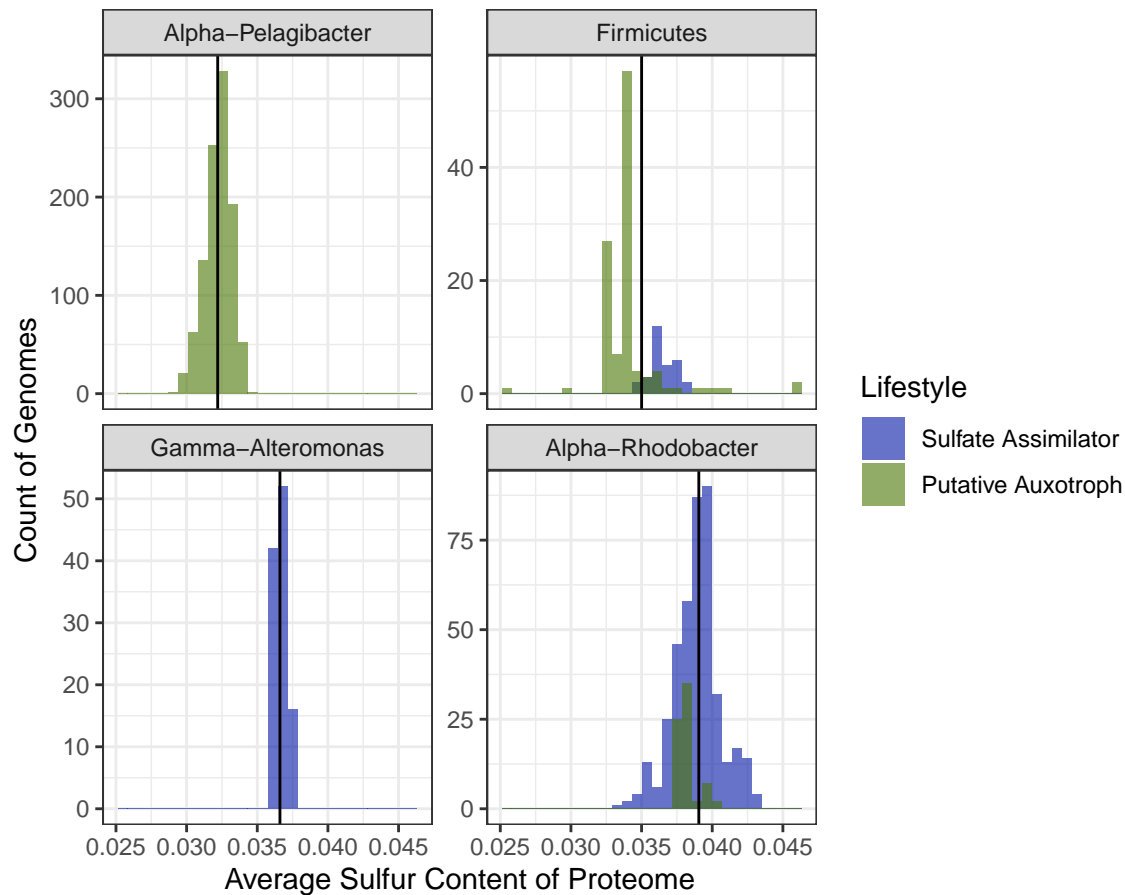 Alpha−Pelagibacter
Firmicutes
300
200
100
0
40
20
0
Gamma−Alteromonas
Alpha−Rhodobacter
50
40
30
20
10
0
75
50
25
0
0.025 0.030 0.035 0.040 0.045
0.025 0.030 0.035 0.040 0.045
Average Sulfur Content of Proteome
Count of Genomes
Lifestyle
Sulfate Assimilator
Putative Auxotroph